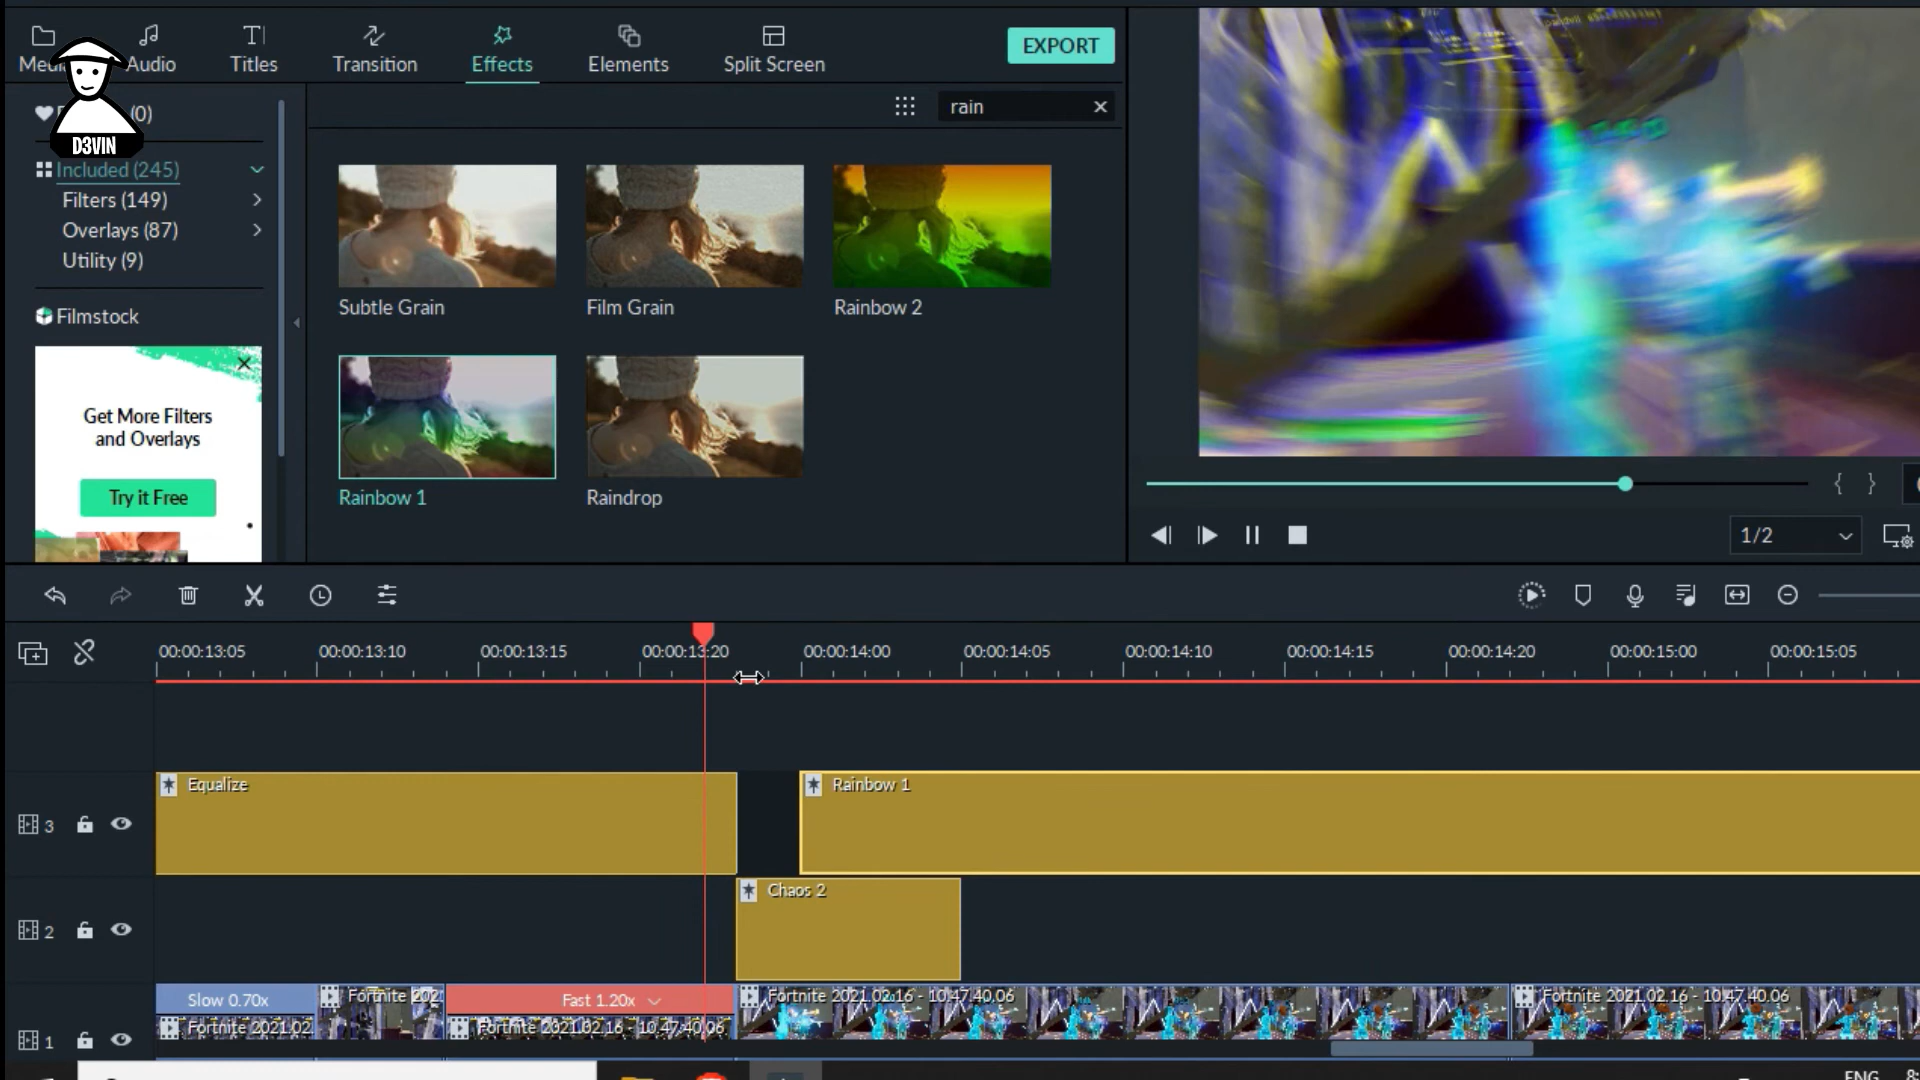 Audio
Titles
Transition
Effects
Elements
Split Screen
EXPORT
D3VIN
(0)
rain
Included (245)
Filters (149)
Overlays (87)
Utility (9)
Filmstock
Get More Filters
and Overlays
Try it Free
Subtle Grain
Film Grain
Rainbow 2
Rainbow 1
Raindrop
1/2
00:00:13:05
00:00:13:10
00:00:13:15
00:00:13:20
00:00:14:00
00:00:14:05
00:00:14:10
00:00:14:15
00:00:14:20
00:00:15:00
00:00:15:05
Equalize
Rainbow 1
3
Chaos 2
2
Slow 0.70x
Fortnite 202
Fast 1.20x
Fortnite 2021.02.16 - 10.47.40.06
Fortnite 2021.02.16 - 10.47.40.06
Fortnite 2021.02.
Fortnite 2021.02.16 - 10.47.40.06
1
ENG